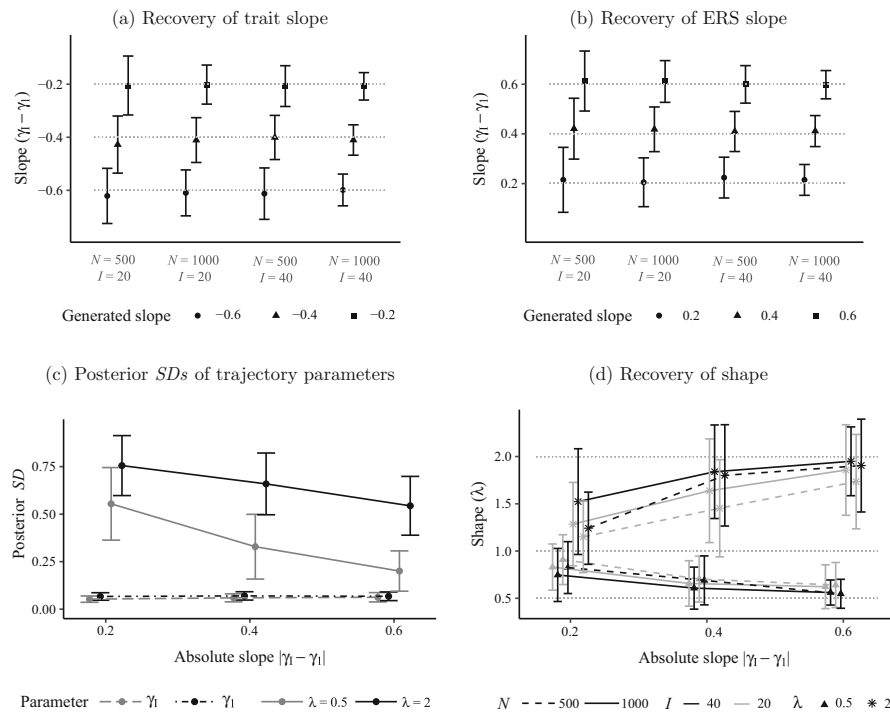 (a) Recovery of trait slope
Slope (γI − γ1)
−0.2
−0.4
−0.6
N = 500 N = 1000 N = 500 N = 1000
I = 20 I = 20 I = 40 I = 40
Generated slope −0.6 −0.4 −0.2
(b) Recovery of ERS slope
Slope (γI − γ1)
0.6
0.4
0.2
N = 500 N = 1000 N = 500 N = 1000
I = 20 I = 20 I = 40 I = 40
Generated slope 0.2 0.4 0.6
(c) Posterior SDs of trajectory parameters
Posterior SD
0.75
0.50
0.25
0.00
0.2 0.4 0.6
Absolute slope |γI − γ1|
Parameter γI γ1 λ = 0.5 λ = 2
(d) Recovery of shape
Shape (λ)
2.0
1.5
1.0
0.5
0.2 0.4 0.6
Absolute slope |γI − γ1|
N 500 1000 I 40 20 λ 0.5 2